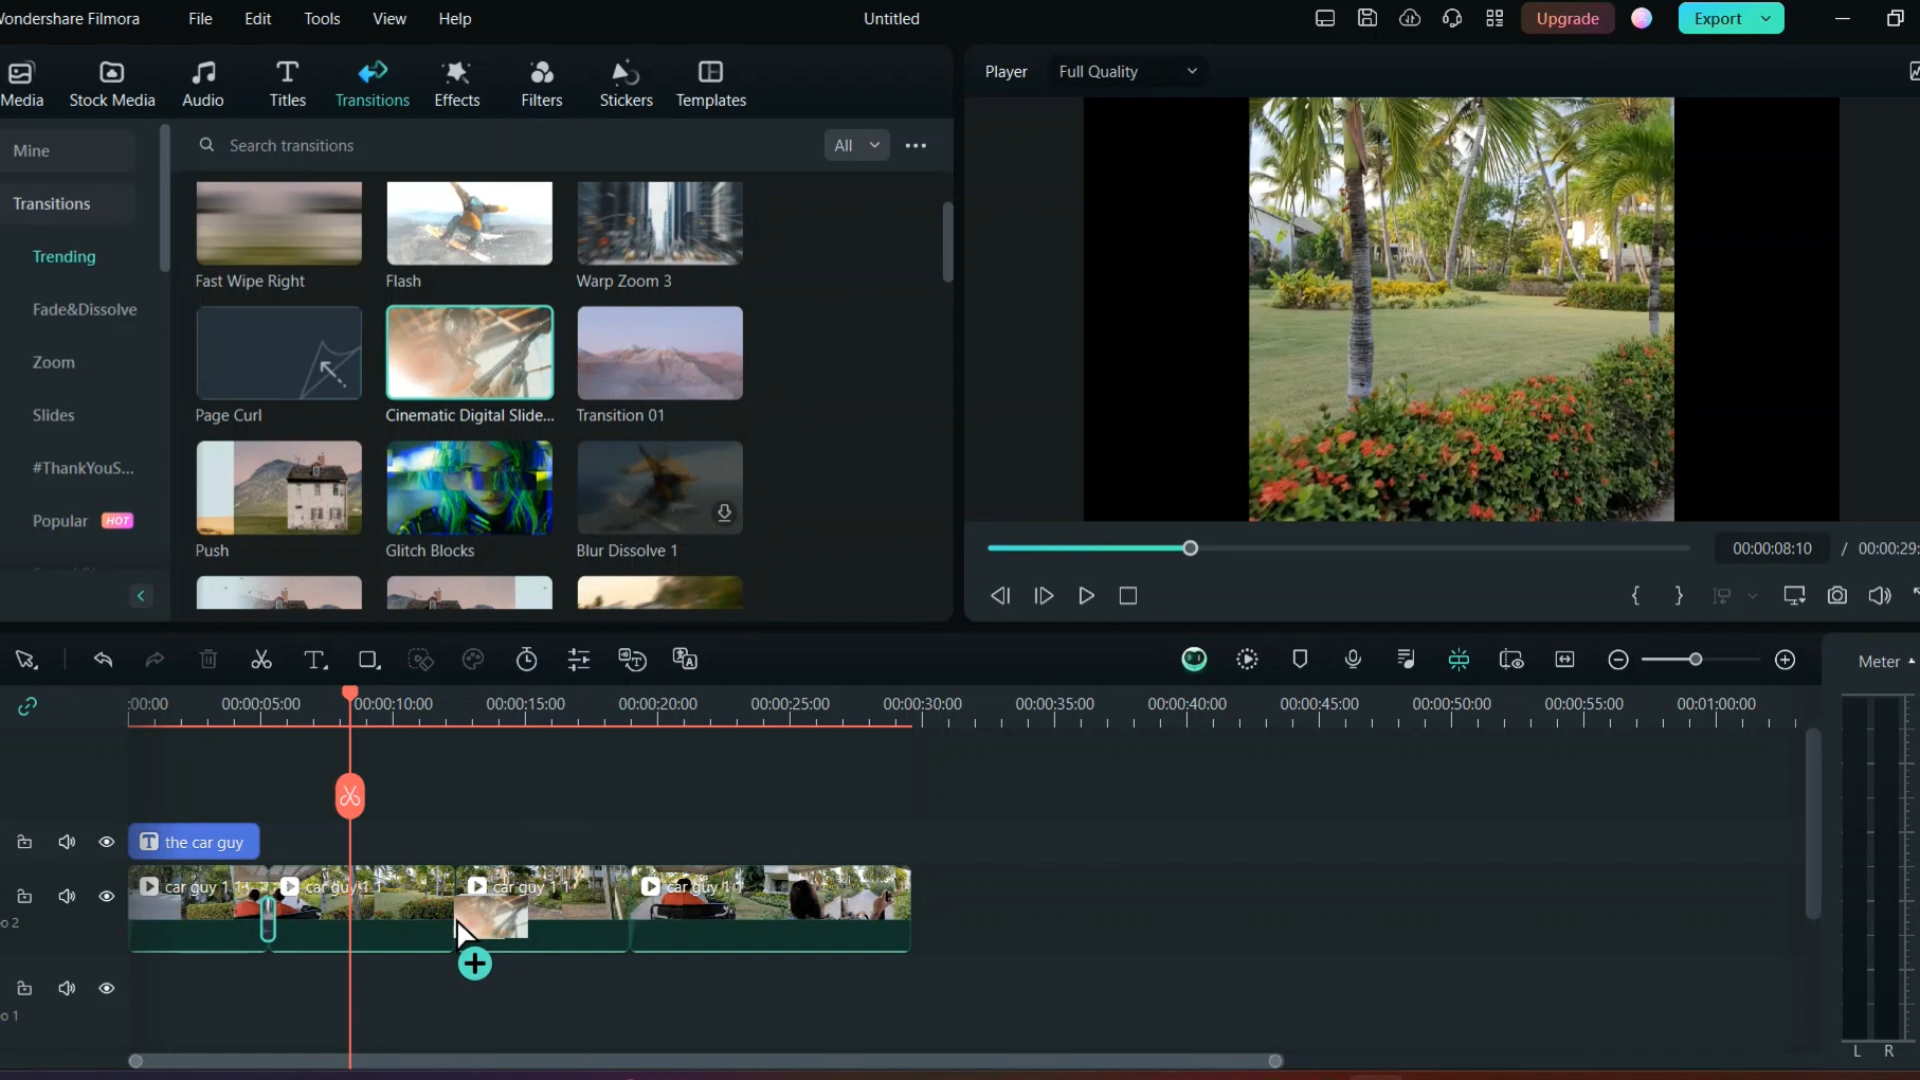 Wondershare Filmora
File
Edit
Tools
View
Help
Untitled
Upgrade
Export
Media
Stock Media
Audio
Titles
Transitions
Effects
Filters
Stickers
Templates
Player
Full Quality
Mine
Search transitions
All
Transitions
Trending
Fade&Dissolve
Zoom
Slides
#ThankYouS...
Popular
HOT
Fast Wipe Right
Flash
Warp Zoom 3
Page Curl
Cinematic Digital Slide...
Transition 01
Push
Glitch Blocks
Blur Dissolve 1
00:00:08:10 / 00:00:29:
Meter
:00:00
00:00:05:00
00:00:10:00
00:00:15:00
00:00:20:00
00:00:25:00
00:00:30:00
00:00:35:00
00:00:40:00
00:00:45:00
00:00:50:00
00:00:55:00
00:01:00:00
the car guy
car guy 1 1
car guy 1 1
car guy 1 1
car guy 1 1
o 2
o 1
L R